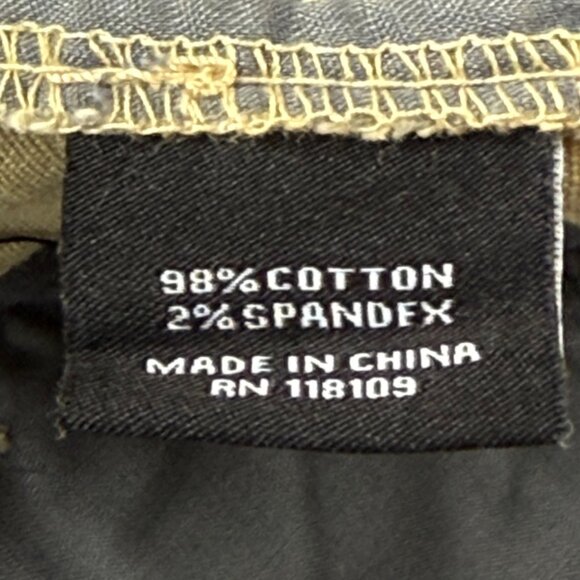 98% COTTON
2% SPANDEX
MADE IN CHINA
RN 118109